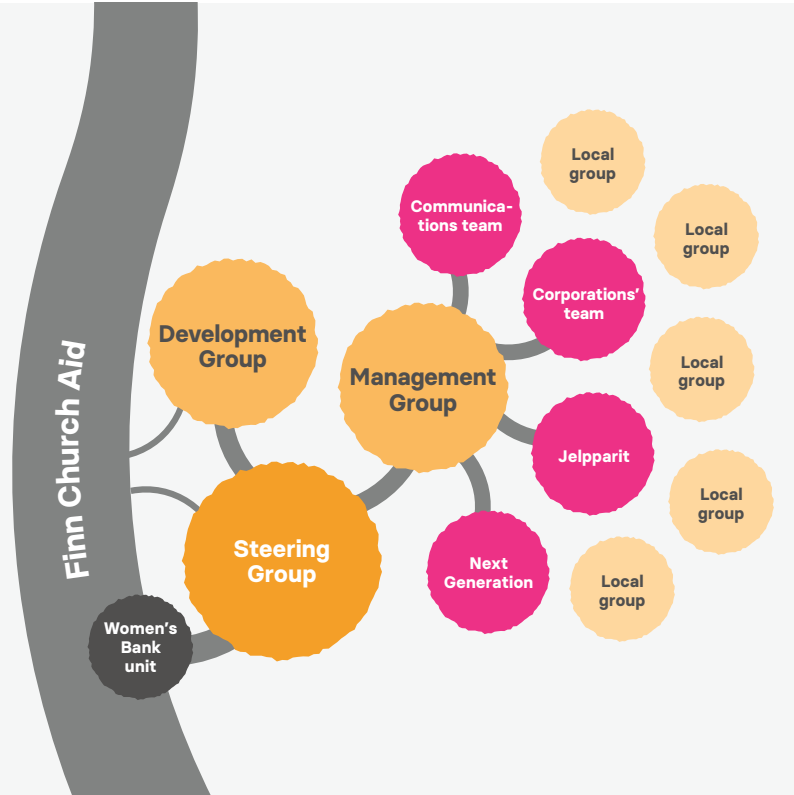 Finn Church Aid
Development
Group
Steering
Group
Women's
Bank
unit
Management
Group
Communica-
tions team
Corporations'
team
Jelpparit
Next
Generation
Local
group
Local
group
Local
group
Local
group
Local
group